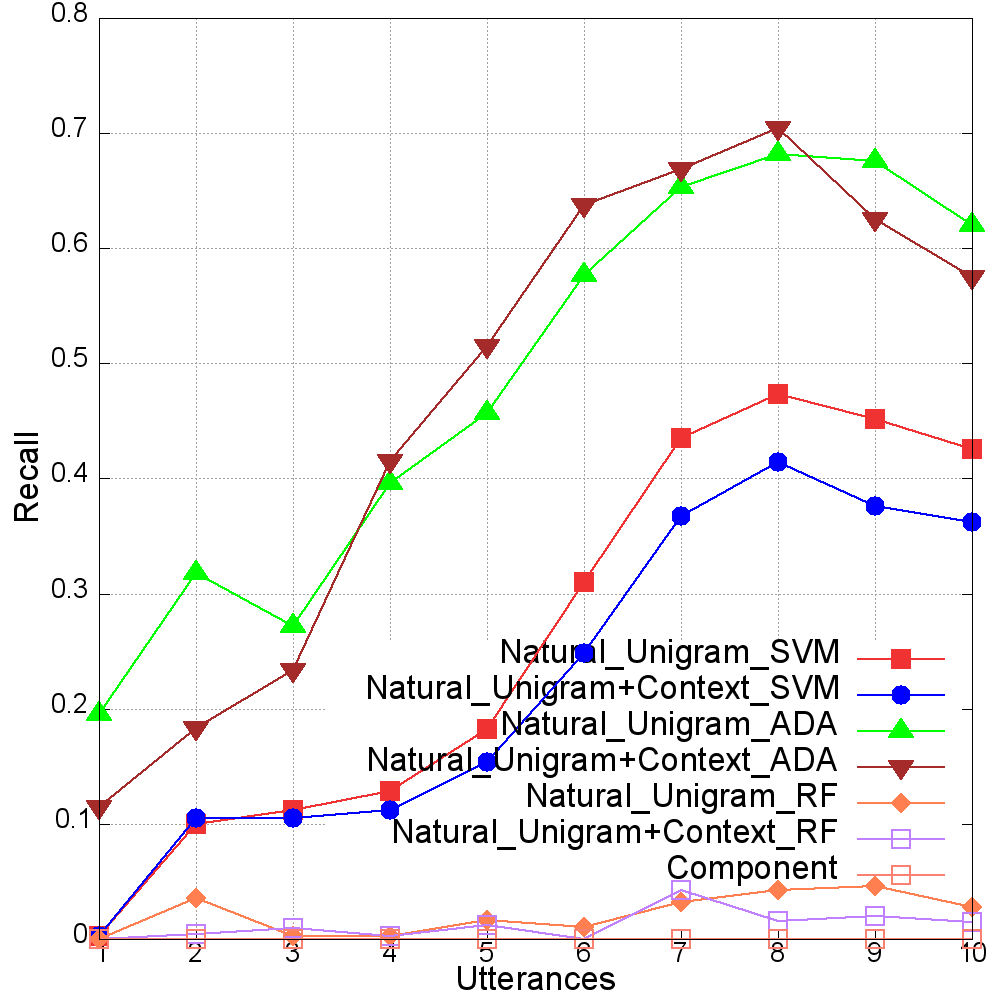 0.8
0.7
0.6
0.5
0.4
0.3
0.2
0.1
0
Recall
Natural_Unigram_SVM
Natural_Unigram+Context_SVM
Natural_Unigram_ADA
Natural_Unigram+Context_ADA
Natural_Unigram_RF
Natural_Unigram+Context_RF
Component
1 2 3 4 5 6 7 8 9 10
Utterances